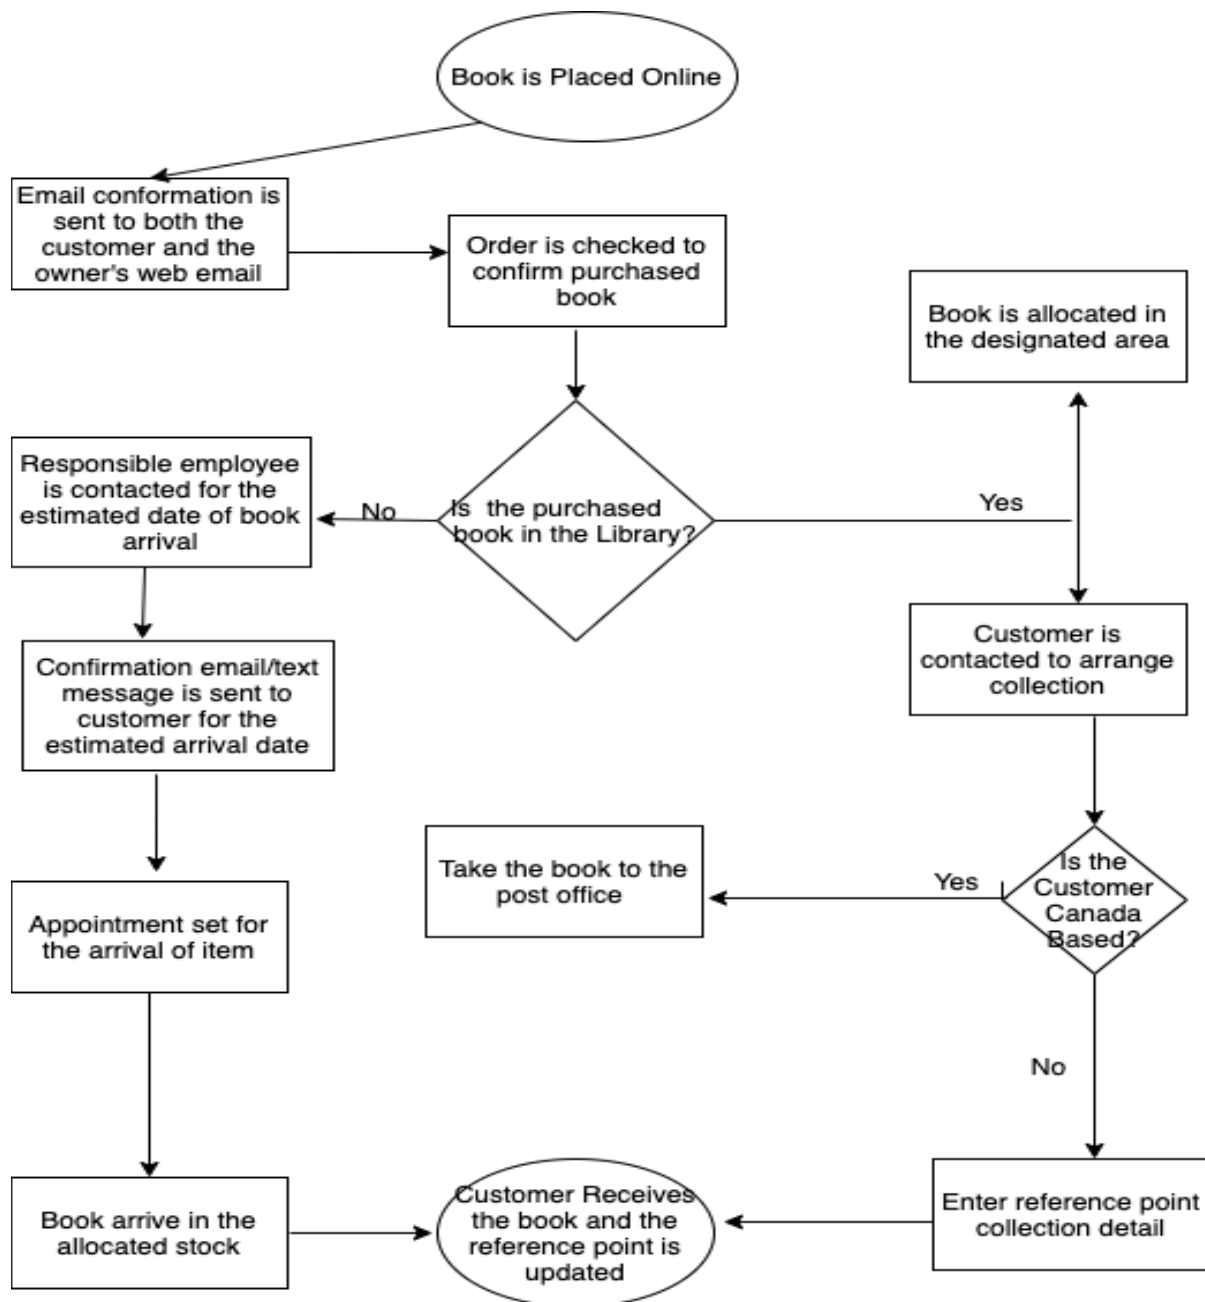 Book is Placed Online
Email conformation is
sent to both the
customer and the
owner's web email
Order is checked to
confirm purchased
book
Book is allocated in
the designated area
Responsible employee
is contacted for the
estimated date of book
arrival
No
Is the purchased
book in the Library?
Yes
Confirmation email/text
message is sent to
customer for the
estimated arrival date
Customer is
contacted to arrange
collection
Take the book to the
post office
Yes
Is the
Customer
Canada
Based?
Appointment set for
the arrival of item
No
Book arrive in the
allocated stock
Customer Receives
the book and the
reference point is
updated
Enter reference point
collection detail